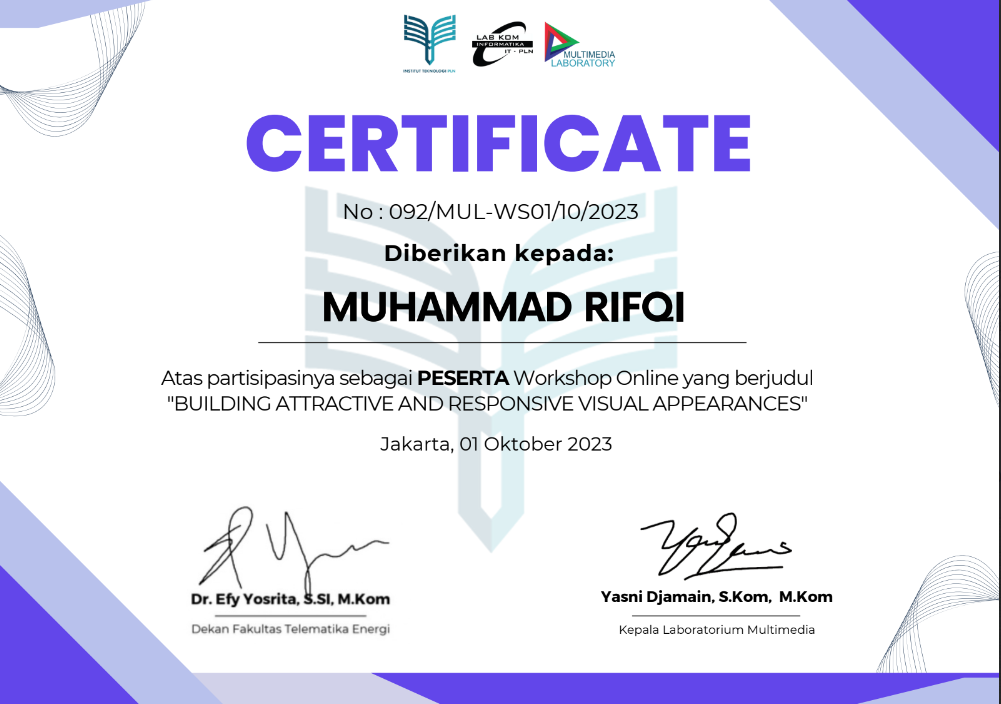 INSTITUT TEKNOLOGI PLN
LAB KOM
INFORMATIKA
IT - PLN
MULTIMEDIA
LABORATORY
CERTIFICATE
No : 092/MUL-WS01/10/2023
Diberikan kepada:
MUHAMMAD RIFQI
Atas partisipasinya sebagai PESERTA Workshop Online yang berjudul
"BUILDING ATTRACTIVE AND RESPONSIVE VISUAL APPEARANCES"
Jakarta, 01 Oktober 2023
Dr. Efy Yosrita, S.SI, M.Kom
Dekan Fakultas Telematika Energi
Yasni Djamain, S.Kom,  M.Kom
Kepala Laboratorium Multimedia